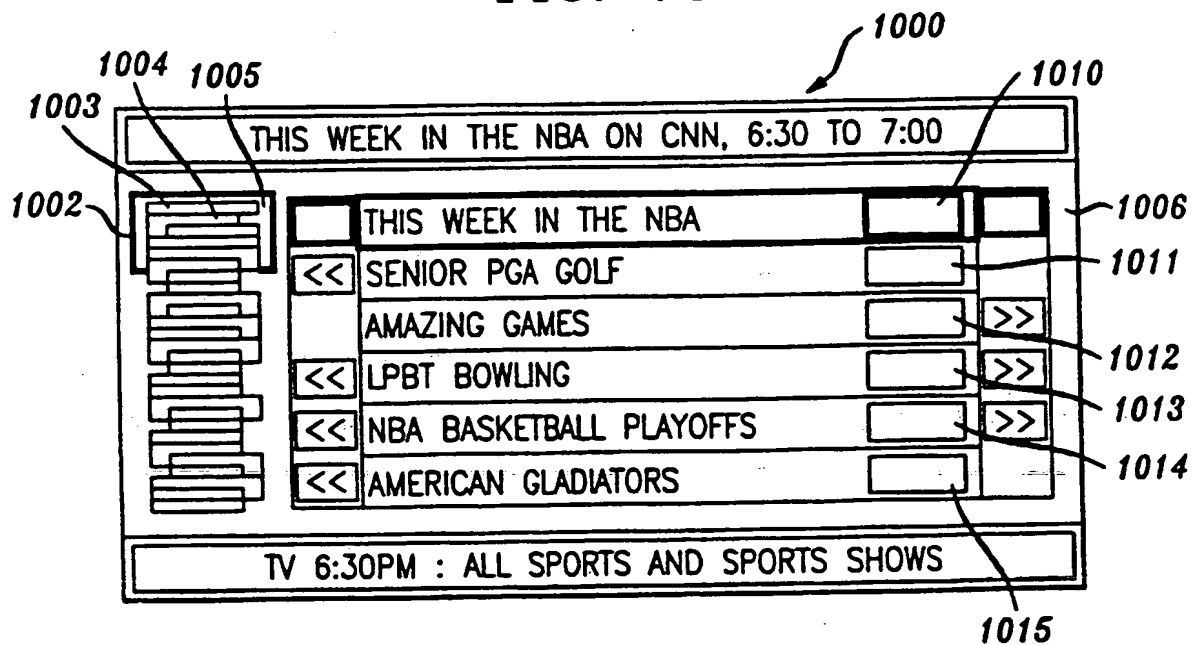 1000
1004
1005
1010
1003
THIS WEEK IN THE NBA ON CNN, 6:30 TO 7:00
1002
THIS WEEK IN THE NBA
1006
<< SENIOR PGA GOLF
1011
AMAZING GAMES >>
1012
<< LPBT BOWLING >>
1013
<< NBA BASKETBALL PLAYOFFS >>
1014
<< AMERICAN GLADIATORS
TV 6:30PM : ALL SPORTS AND SPORTS SHOWS
1015